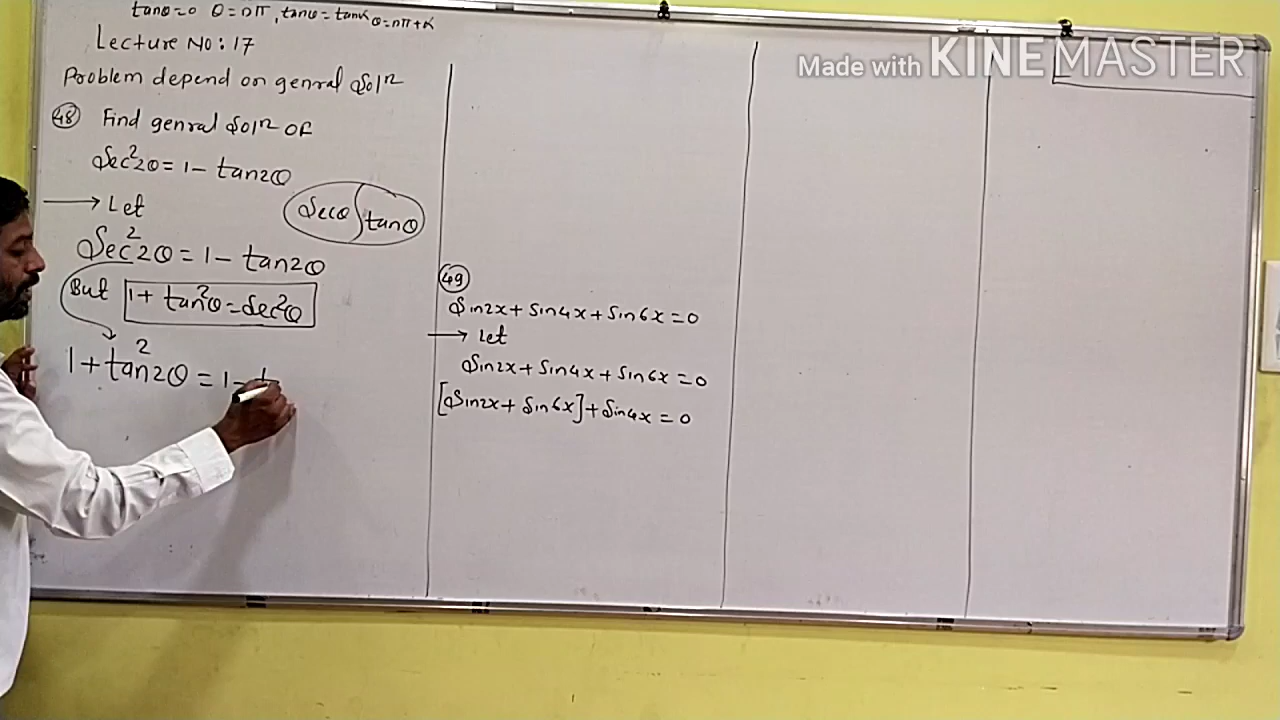 tanθ=0 θ=nπ, tanθ=tanα θ=nπ+α
Lecture No: 17
Problem depend on genral Solⁿ
48 Find genral Solⁿ OF
Sec²2θ = 1 - tan2θ
→ Let
Secθ tanθ
Sec²2θ = 1 - tan2θ
But 1 + tan²θ = Sec²θ
1 + tan²2θ = 1 - t
49
Sin2x + Sin4x + Sin6x = 0
→ Let
Sin2x + Sin4x + Sin6x = 0
[Sin2x + Sin6x] + Sin4x = 0
Made with KINEMASTER